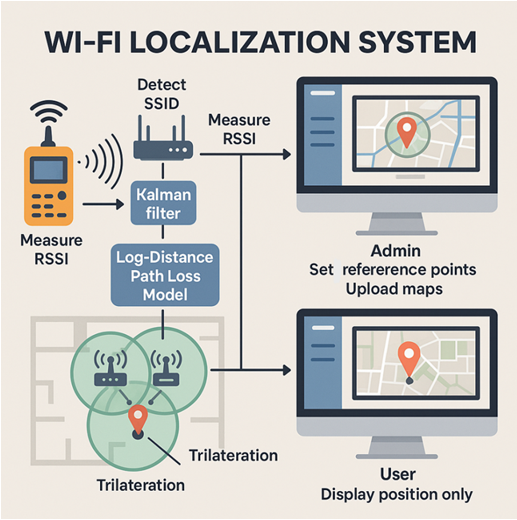 WI-FI LOCALIZATION SYSTEM
Detect
SSID
Measure
RSSI
Kalman
filter
Measure
RSSI
Log-Distance
Path Loss
Model
Admin
Set refererence points
Upload maps
Trilateration
Trilateration
User
Display position only